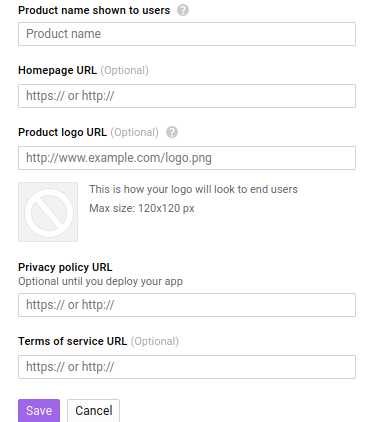 Product name shown to users ?
Product name
Homepage URL (Optional)
https:// or http://
Product logo URL (Optional) ?
http://www.example.com/logo.png
This is how your logo will look to end users
Max size: 120x120 px
Privacy policy URL
Optional until you deploy your app
https:// or http://
Terms of service URL (Optional)
https:// or http://
Save Cancel